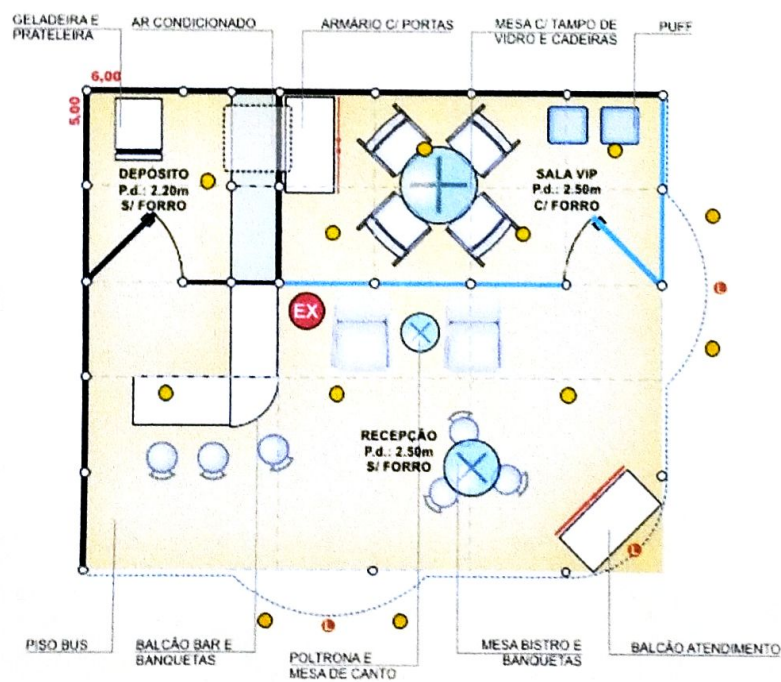 GELADEIRA E
PRATELEIRA
AR CONDICIONADO
ARMÁRIO C/ PORTAS
MESA C/ TAMPO DE
VIDRO E CADEIRAS
PUFF
6,00
5,00
DEPÓSITO
P.d.: 2.20m
S/ FORRO
SALA VIP
P.d.: 2.50m
C/ FORRO
L
EX
RECEPÇÃO
P.d.: 2.50m
S/ FORRO
L
L
PISO BUS
BALCÃO BAR E
BANQUETAS
POLTRONA E
MESA DE CANTO
MESA BISTRO E
BANQUETAS
BALCÃO ATENDIMENTO